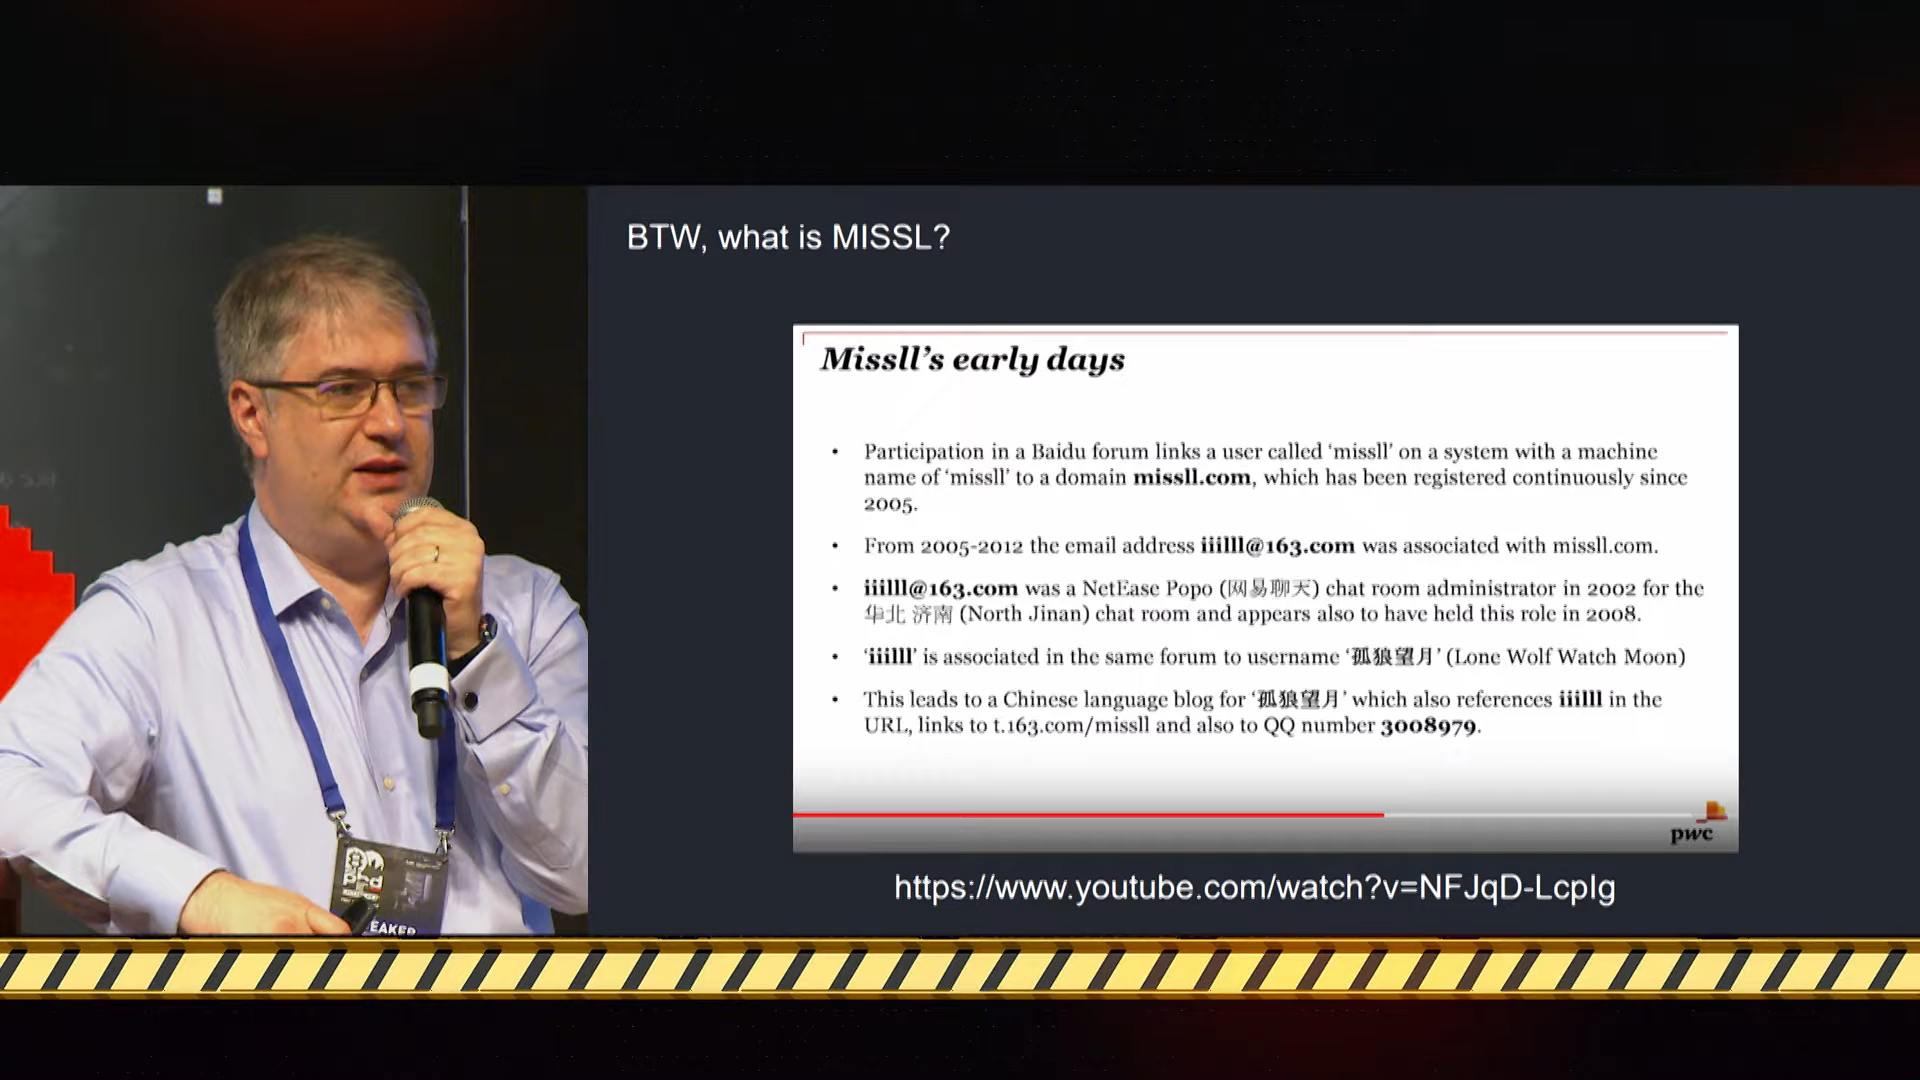 BTW, what is MISSL?
Missll's early days
• Participation in a Baidu forum links a user called 'missll' on a system with a machine
name of 'missll' to a domain missll.com, which has been registered continuously since
2005.
• From 2005-2012 the email address iiilll@163.com was associated with missll.com.
• iiilll@163.com was a NetEase Popo (网易聊天) chat room administrator in 2002 for the
华北 济南 (North Jinan) chat room and appears also to have held this role in 2008.
• 'iiilll' is associated in the same forum to username '孤狼望月' (Lone Wolf Watch Moon)
• This leads to a Chinese language blog for '孤狼望月' which also references iiilll in the
URL, links to t.163.com/missll and also to QQ number 3008979.
pwc
https://www.youtube.com/watch?v=NFJqD-LcpIg
EAKER